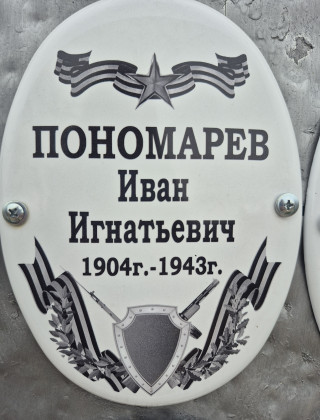 ПОНОМАРЕВ
Иван
Игнатьевич
1904г.-1943г.